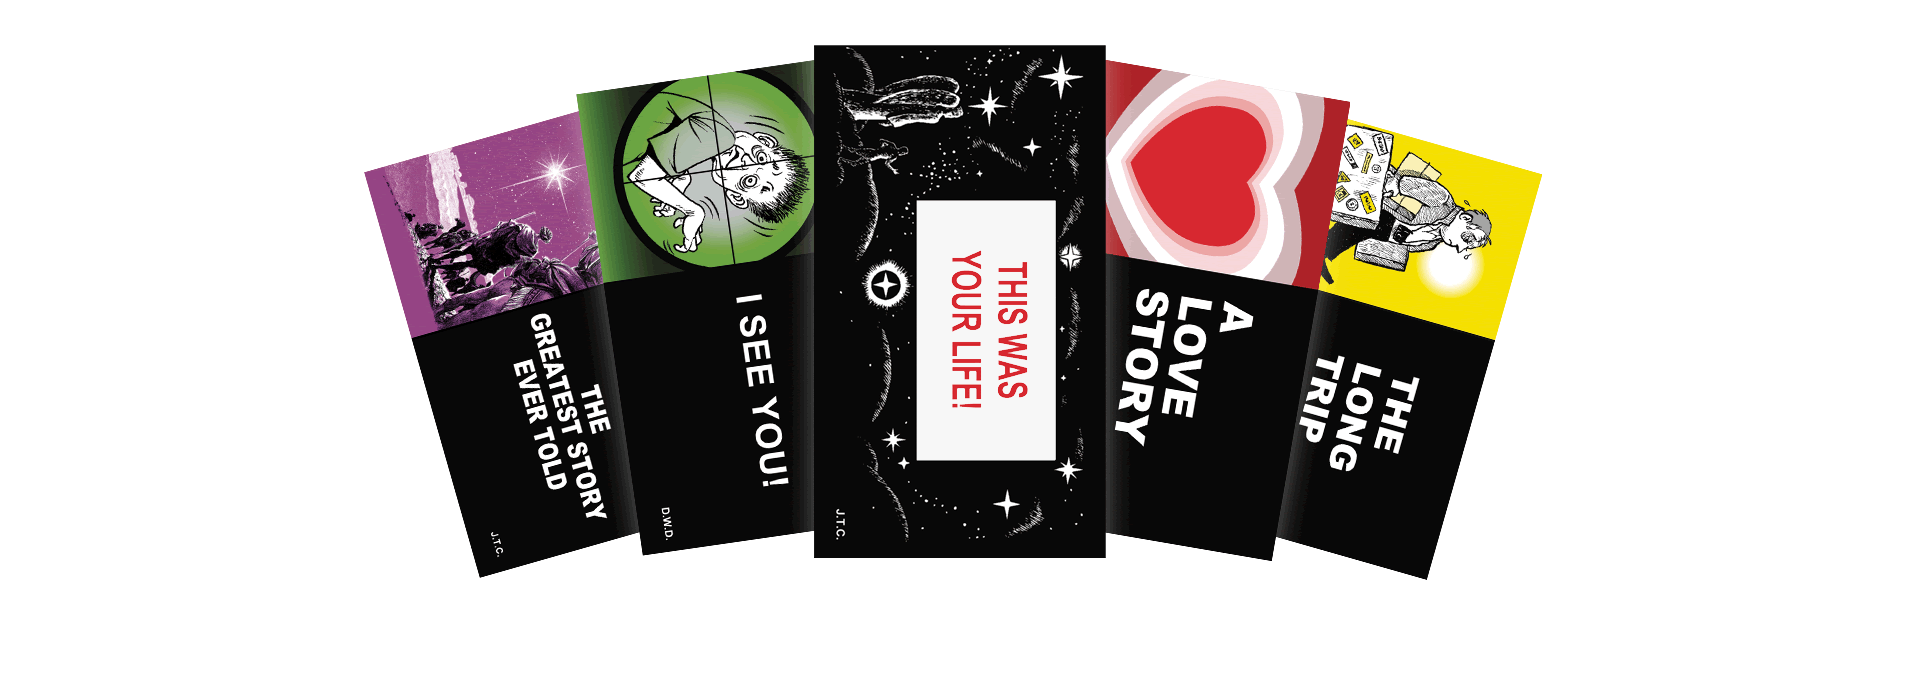 THE
GREATEST STORY
EVER TOLD
J.T.C.
I SEE YOU!
D.W.D.
THIS WAS
YOUR LIFE!
J.T.C.
A
LOVE
STORY
THE
LONG
TRIP